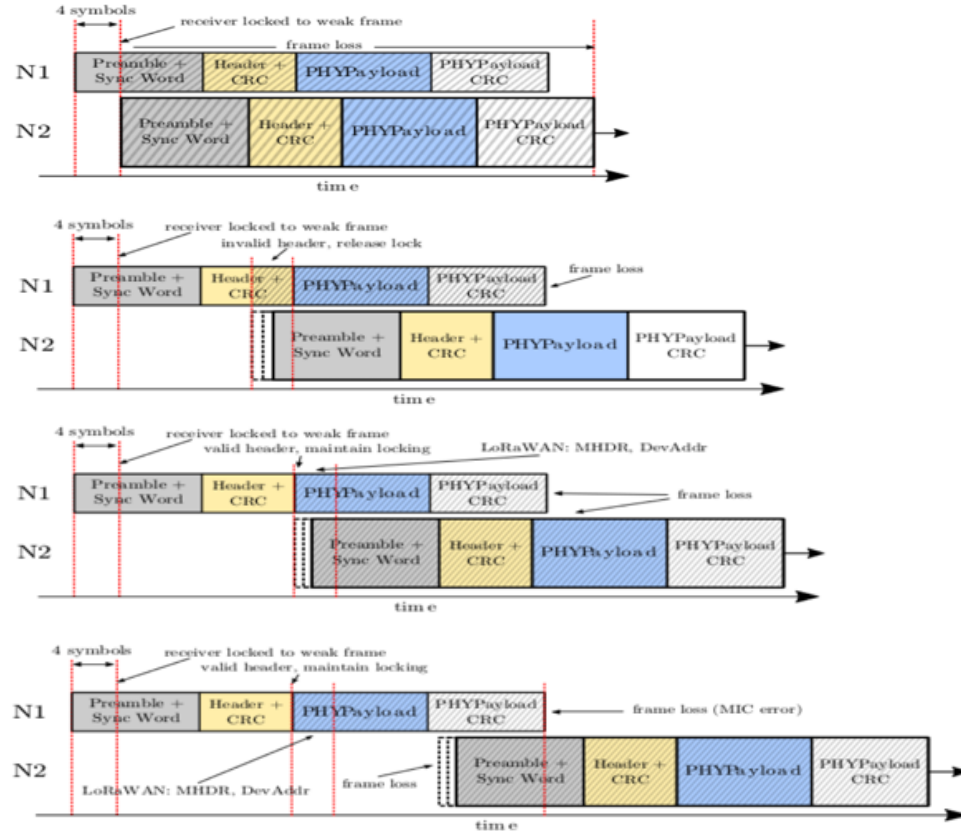 4 symbols
receiver locked to weak frame
frame loss
N1
Preamble +
Sync Word
Header +
CRC
PHYPayload
PHYPayload
CRC
N2
Preamble +
Sync Word
Header +
CRC
PHYPayload
PHYPayload
CRC
time
4 symbols
receiver locked to weak frame
invalid header, release lock
N1
Preamble +
Sync Word
Header +
CRC
PHYPayload
PHYPayload
CRC
frame loss
N2
Preamble +
Sync Word
Header +
CRC
PHYPayload
PHYPayload
CRC
time
4 symbols
receiver locked to weak frame
valid header, maintain locking
LoRaWAN: MHDR, DevAddr
N1
Preamble +
Sync Word
Header +
CRC
PHYPayload
PHYPayload
CRC
frame loss
N2
Preamble +
Sync Word
Header +
CRC
PHYPayload
PHYPayload
CRC
time
4 symbols
receiver locked to weak frame
valid header, maintain locking
N1
Preamble +
Sync Word
Header +
CRC
PHYPayload
PHYPayload
CRC
frame loss (MIC error)
N2
frame loss
LoRaWAN: MHDR, DevAddr
Preamble +
Sync Word
Header +
CRC
PHYPayload
PHYPayload
CRC
time